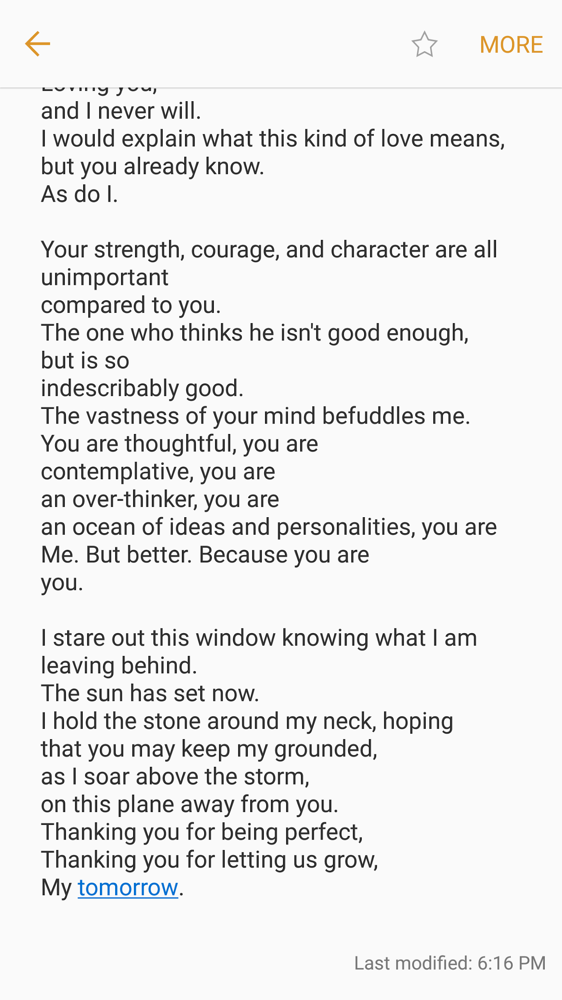 MORE
Loving you,
and I never will.
I would explain what this kind of love means,
but you already know.
As do I.
Your strength, courage, and character are all
unimportant
compared to you.
The one who thinks he isn't good enough,
but is so
indescribably good.
The vastness of your mind befuddles me.
You are thoughtful, you are
contemplative, you are
an over-thinker, you are
an ocean of ideas and personalities, you are
Me. But better. Because you are
you.
I stare out this window knowing what I am
leaving behind.
The sun has set now.
I hold the stone around my neck, hoping
that you may keep my grounded,
as I soar above the storm,
on this plane away from you.
Thanking you for being perfect,
Thanking you for letting us grow,
My tomorrow.
Last modified: 6:16 PM